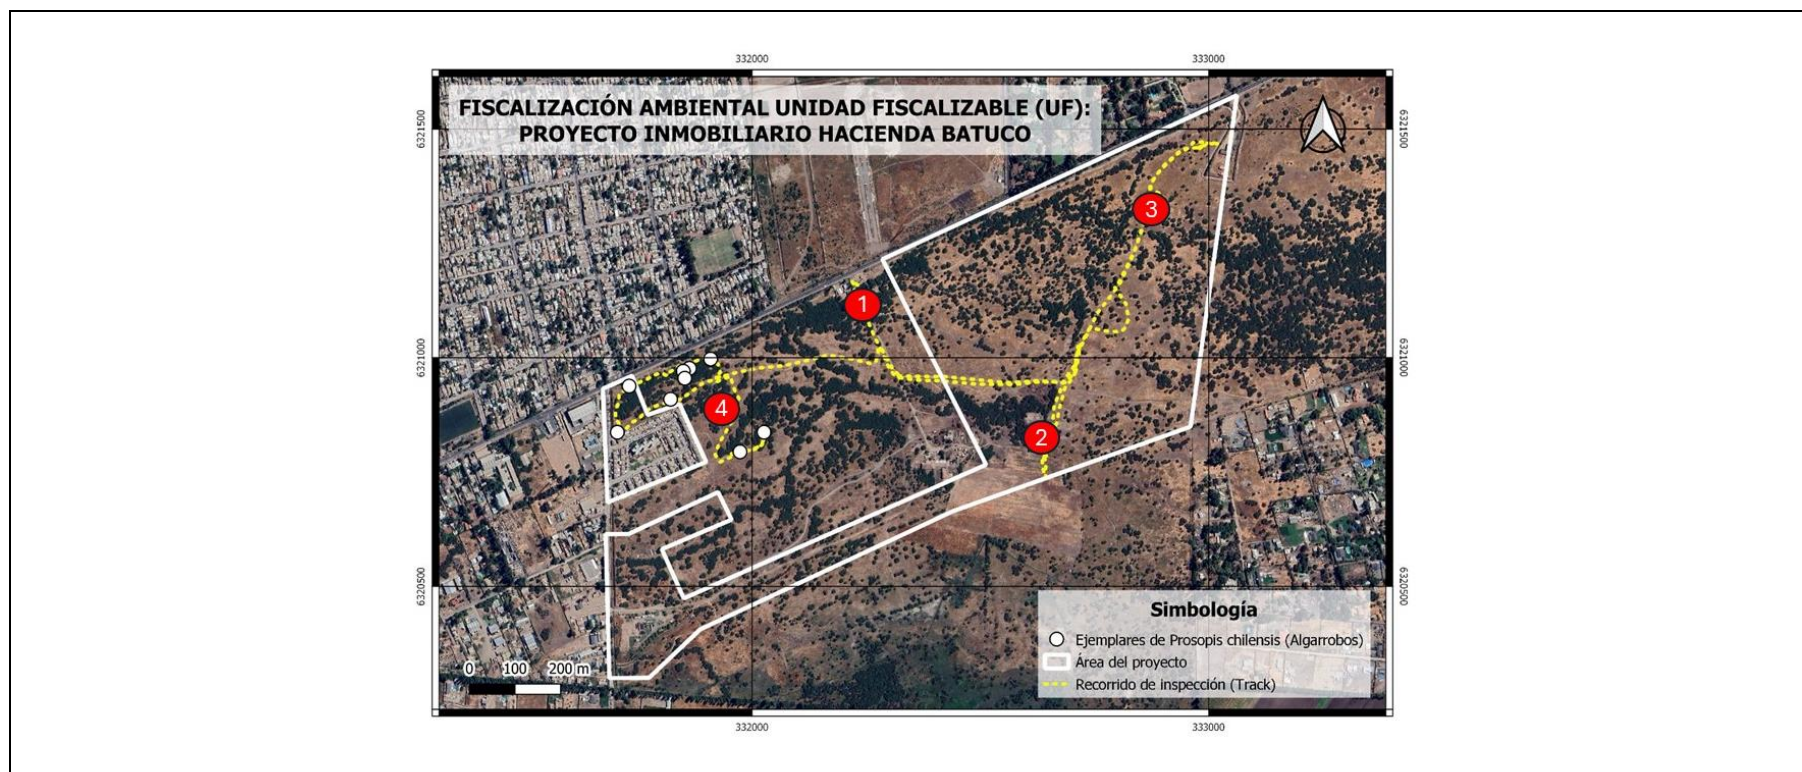 332000
333000
FISCALIZACIÓN AMBIENTAL UNIDAD FISCALIZABLE (UF):
PROYECTO INMOBILIARIO HACIENDA BATUCO
6321500
6321500
3
1
6321000
6321000
4
2
6320500
6320500
Simbología
Ejemplares de Prosopis chilensis (Algarrobos)
Área del proyecto
Recorrido de inspección (Track)
0 100 200 m
332000
333000